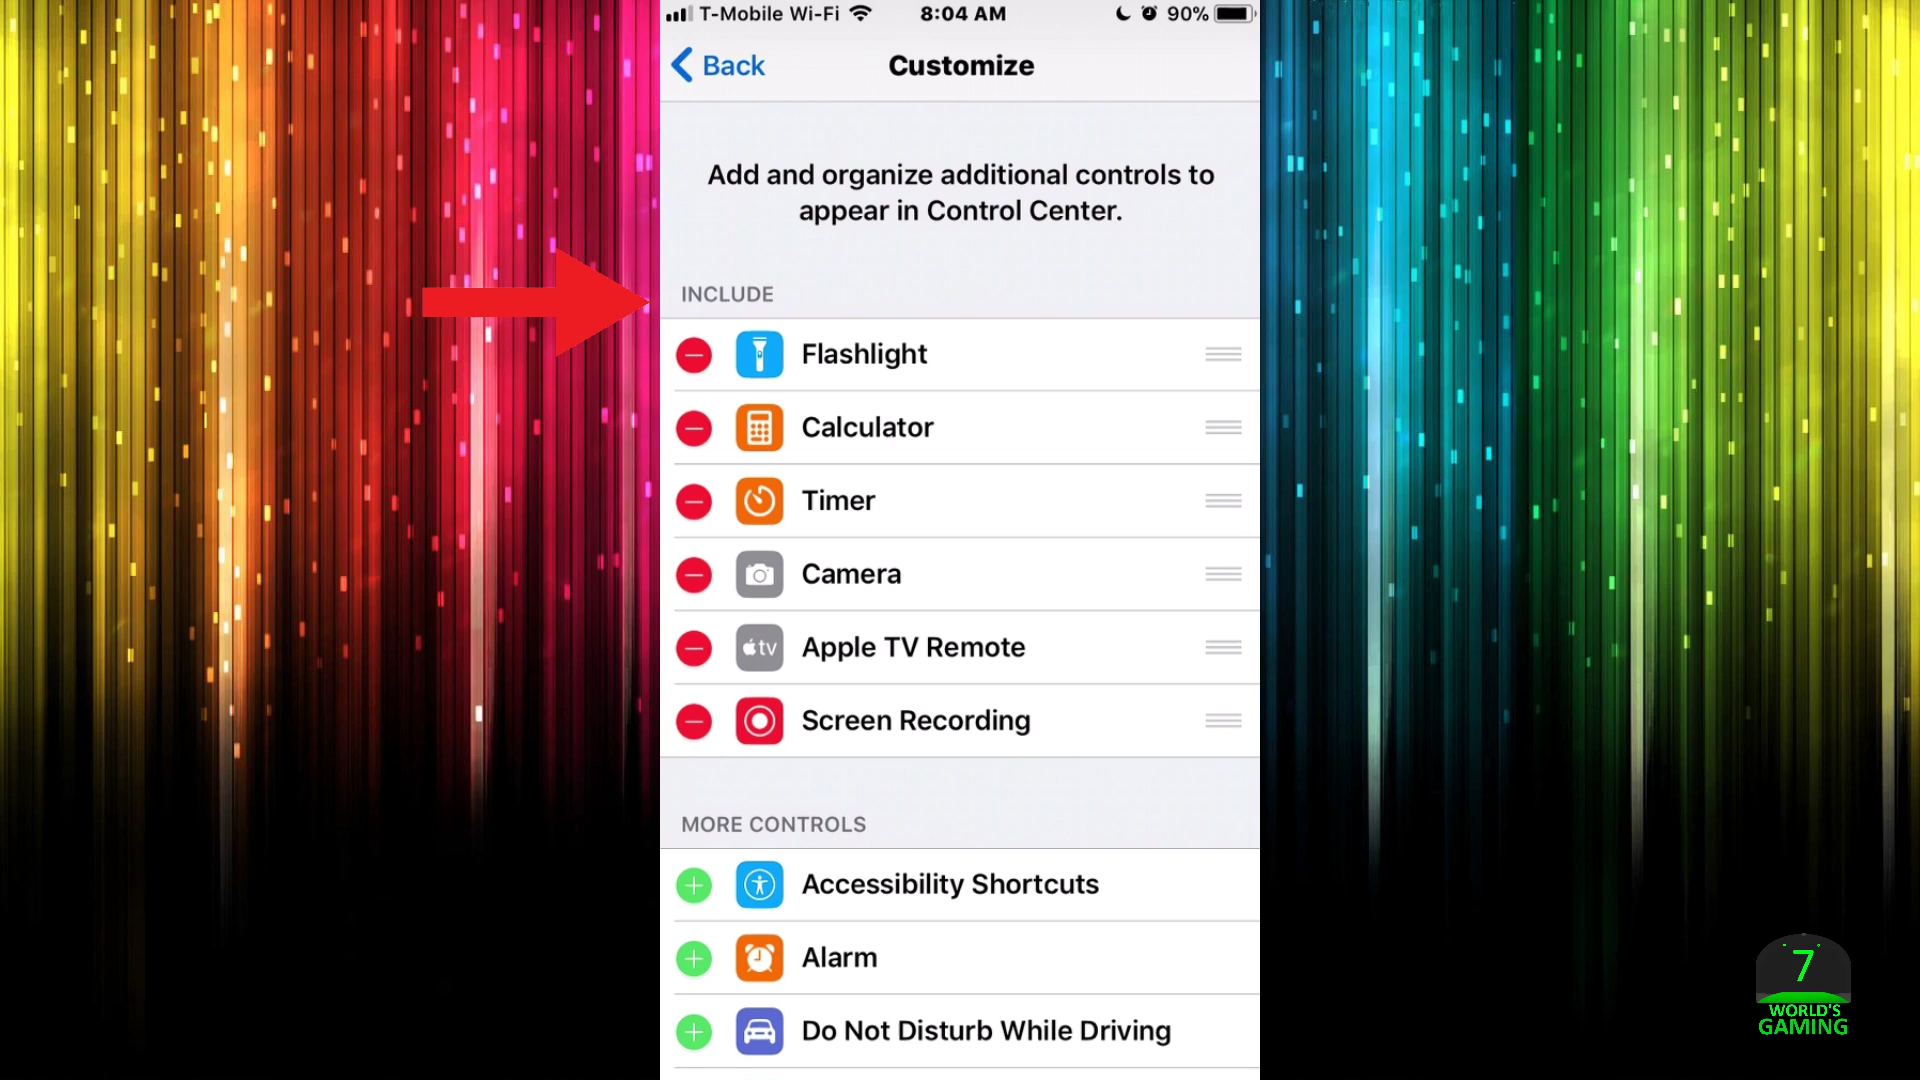 T-Mobile Wi-Fi 8:04 AM 90%
Back Customize
Add and organize additional controls to
appear in Control Center.
INCLUDE
Flashlight
Calculator
Timer
Camera
tv Apple TV Remote
Screen Recording
MORE CONTROLS
Accessibility Shortcuts
Alarm
Do Not Disturb While Driving
7
WORLD'S
GAMING